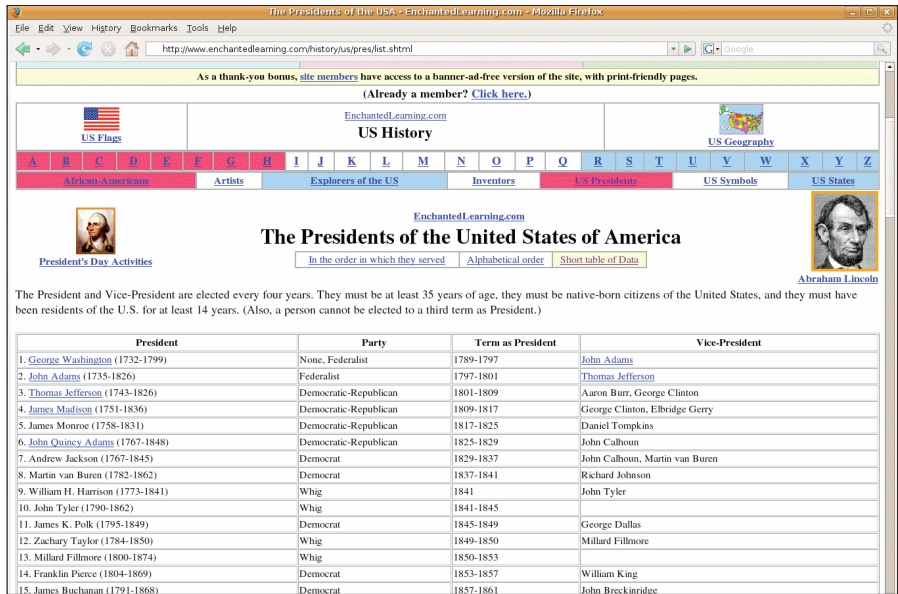 The Presidents of the USA - EnchantedLearning.com - Mozilla Firefox
File Edit View History Bookmarks Tools Help
http://www.enchantedlearning.com/history/us/pres/list.shtml
G Google
As a thank-you bonus, site members have access to a banner-ad-free version of the site, with print-friendly pages.
(Already a member? Click here.)
US Flags
EnchantedLearning.com
US History
US Geography
A B C D E F G H I J K L M N O P Q R S T U V W X Y Z
African-Americans Artists Explorers of the US Inventors US Presidents US Symbols US States
President's Day Activities
EnchantedLearning.com
The Presidents of the United States of America
In the order in which they served Alphabetical order Short table of Data
Abraham Lincoln
The President and Vice-President are elected every four years. They must be at least 35 years of age, they must be native-born citizens of the United States, and they must have
been residents of the U.S. for at least 14 years. (Also, a person cannot be elected to a third term as President.)
President Party Term as President Vice-President
1. George Washington (1732-1799) None, Federalist 1789-1797 John Adams
2. John Adams (1735-1826) Federalist 1797-1801 Thomas Jefferson
3. Thomas Jefferson (1743-1826) Democratic-Republican 1801-1809 Aaron Burr, George Clinton
4. James Madison (1751-1836) Democratic-Republican 1809-1817 George Clinton, Elbridge Gerry
5. James Monroe (1758-1831) Democratic-Republican 1817-1825 Daniel Tompkins
6. John Quincy Adams (1767-1848) Democratic-Republican 1825-1829 John Calhoun
7. Andrew Jackson (1767-1845) Democrat 1829-1837 John Calhoun, Martin van Buren
8. Martin van Buren (1782-1862) Democrat 1837-1841 Richard Johnson
9. William H. Harrison (1773-1841) Whig 1841 John Tyler
10. John Tyler (1790-1862) Whig 1841-1845
11. James K. Polk (1795-1849) Democrat 1845-1849 George Dallas
12. Zachary Taylor (1784-1850) Whig 1849-1850 Millard Fillmore
13. Millard Fillmore (1800-1874) Whig 1850-1853
14. Franklin Pierce (1804-1869) Democrat 1853-1857 William King
15. James Buchanan (1791-1868) Democrat 1857-1861 John Breckinridge